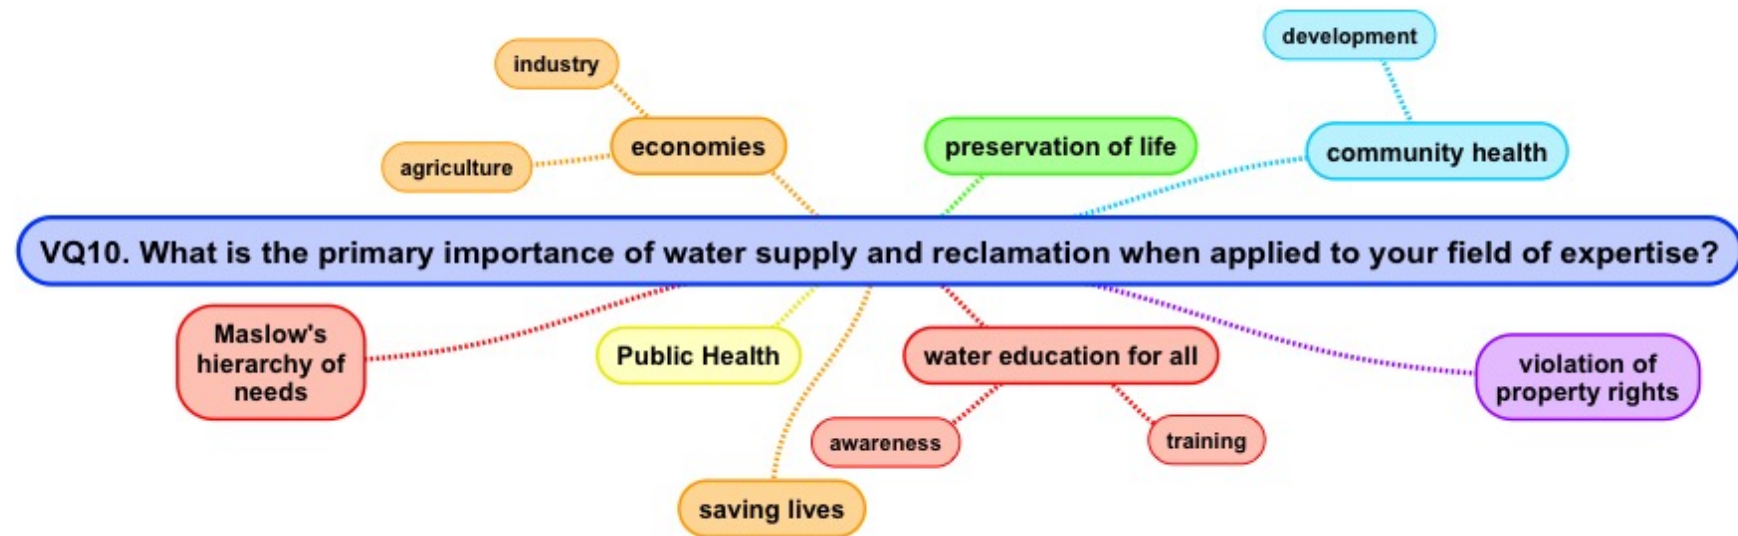 development
industry
economies
preservation of life
community health
agriculture
VQ10. What is the primary importance of water supply and reclamation when applied to your field of expertise?
Maslow's
hierarchy of
needs
Public Health
water education for all
violation of
property rights
awareness
training
saving lives